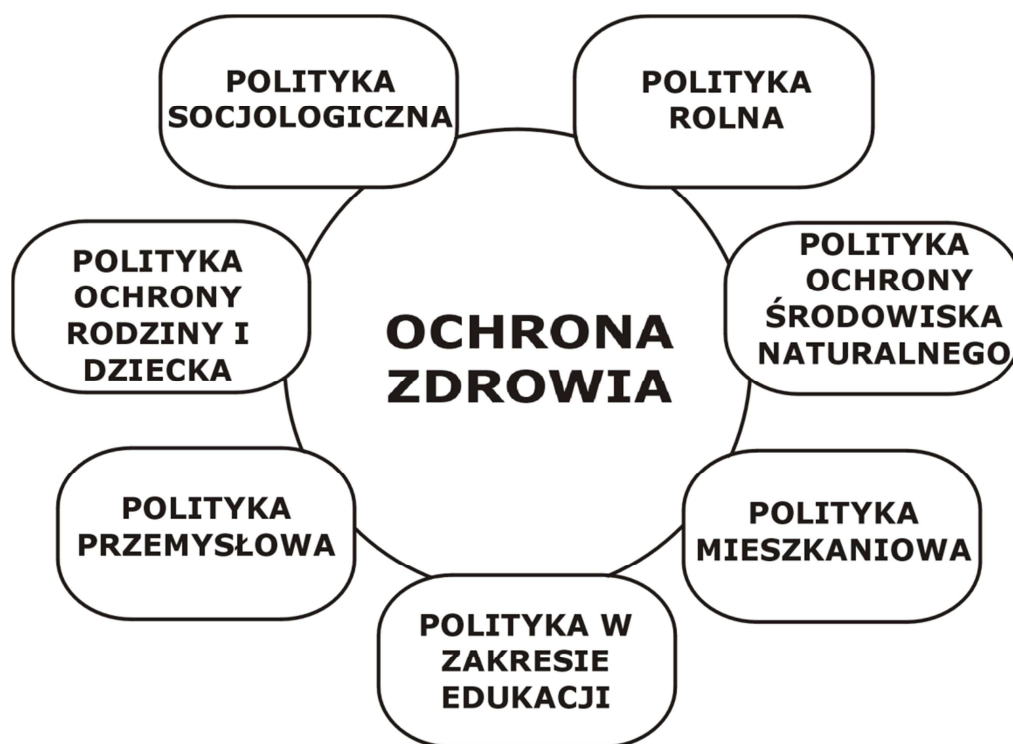 POLITYKA
SOCJOLOGICZNA
POLITYKA
ROLNA
POLITYKA
OCHRONY
RODZINY I
DZIECKA
OCHRONA
ZDROWIA
POLITYKA
OCHRONY
ŚRODOWISKA
NATURALNEGO
POLITYKA
PRZEMYSŁOWA
POLITYKA
MIESZKANIOWA
POLITYKA W
ZAKRESIE
EDUKACJI